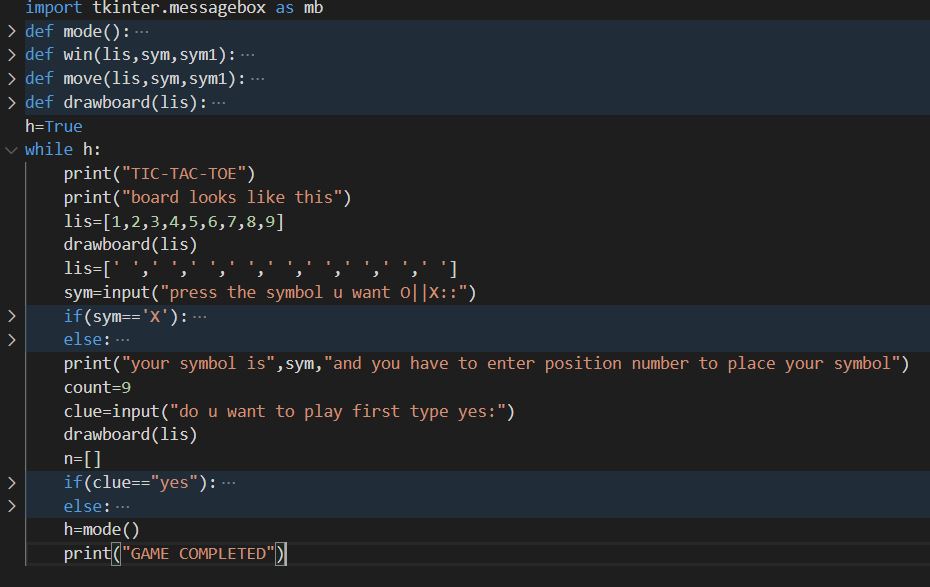 import tkinter.messagebox as mb
def mode():···
def win(lis,sym,sym1):···
def move(lis,sym,sym1):···
def drawboard(lis):···
h=True
while h:
    print("TIC-TAC-TOE")
    print("board looks like this")
    lis=[1,2,3,4,5,6,7,8,9]
    drawboard(lis)
    lis=[' ',' ',' ',' ',' ',' ',' ',' ',' ']
    sym=input("press the symbol u want O||X::")
    if(sym=='X'):···
    else:···
    print("your symbol is",sym,"and you have to enter position number to place your symbol")
    count=9
    clue=input("do u want to play first type yes:")
    drawboard(lis)
    n=[]
    if(clue=="yes"):···
    else:···
    h=mode()
    print("GAME COMPLETED")